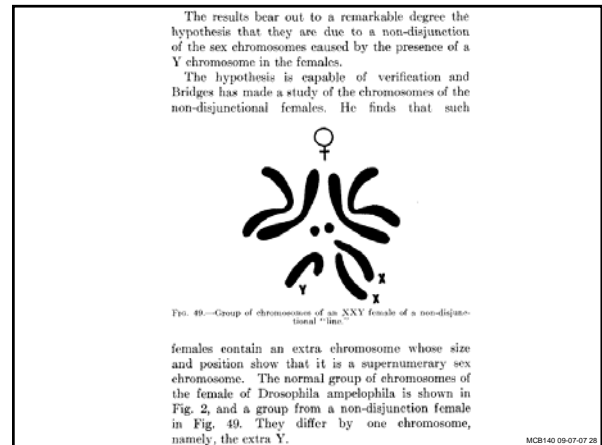 The results bear out to a remarkable degree the
hypothesis that they are due to a non-disjunction
of the sex chromosomes caused by the presence of a
Y chromosome in the females.
The hypothesis is capable of verification and
Bridges has made a study of the chromosomes of the
non-disjunctional females. He finds that such
♀
Y
X
X
FIG. 49.—Group of chromosomes of an XXY female of a non-disjunc-
tional "line."
females contain an extra chromosome whose size
and position show that it is a supernumerary sex
chromosome. The normal group of chromosomes of
the female of Drosophila ampelophila is shown in
Fig. 2, and a group from a non-disjunction female
in Fig. 49. They differ by one chromosome,
namely, the extra Y.
MCB140 09-07-07 28